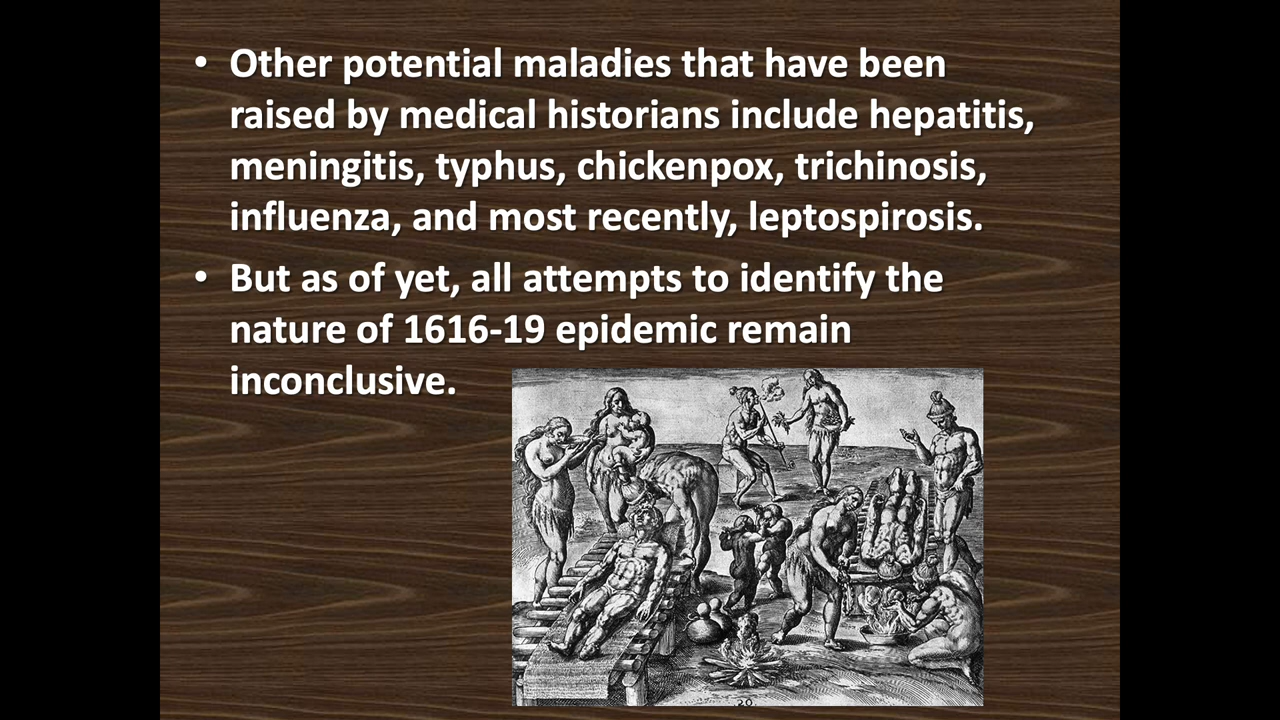 • Other potential maladies that have been
raised by medical historians include hepatitis,
meningitis, typhus, chickenpox, trichinosis,
influenza, and most recently, leptospirosis.
• But as of yet, all attempts to identify the
nature of 1616-19 epidemic remain
inconclusive.
20.